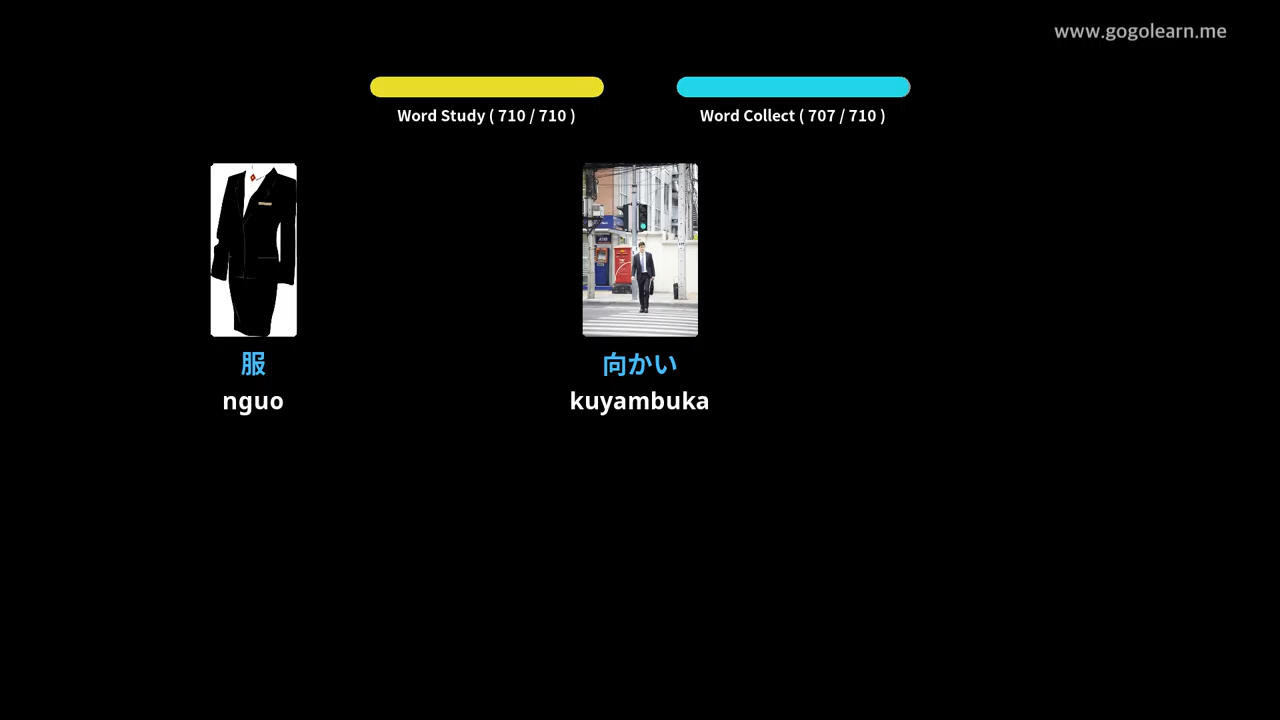 www.gogolearn.me
Word Study ( 710 / 710 )
Word Collect ( 707 / 710 )
服
向かい
nguo
kuyambuka